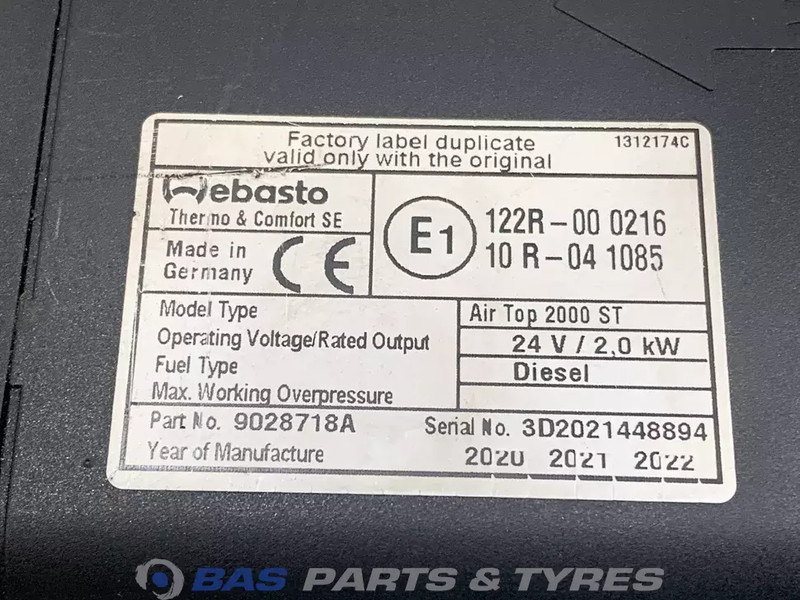 Factory label duplicate
valid only with the original
1312174C
Webasto
Thermo & Comfort SE
Made in
Germany
CE
E1
122R-00 0216
10 R-04 1085
Model Type
Air Top 2000 ST
Operating Voltage/Rated Output
24 V / 2,0 kW
Fuel Type
Diesel
Max. Working Overpressure
Part No. 9028718A
Serial No. 3D2021448894
Year of Manufacture
2020 2021 2022
BAS PARTS & TYRES